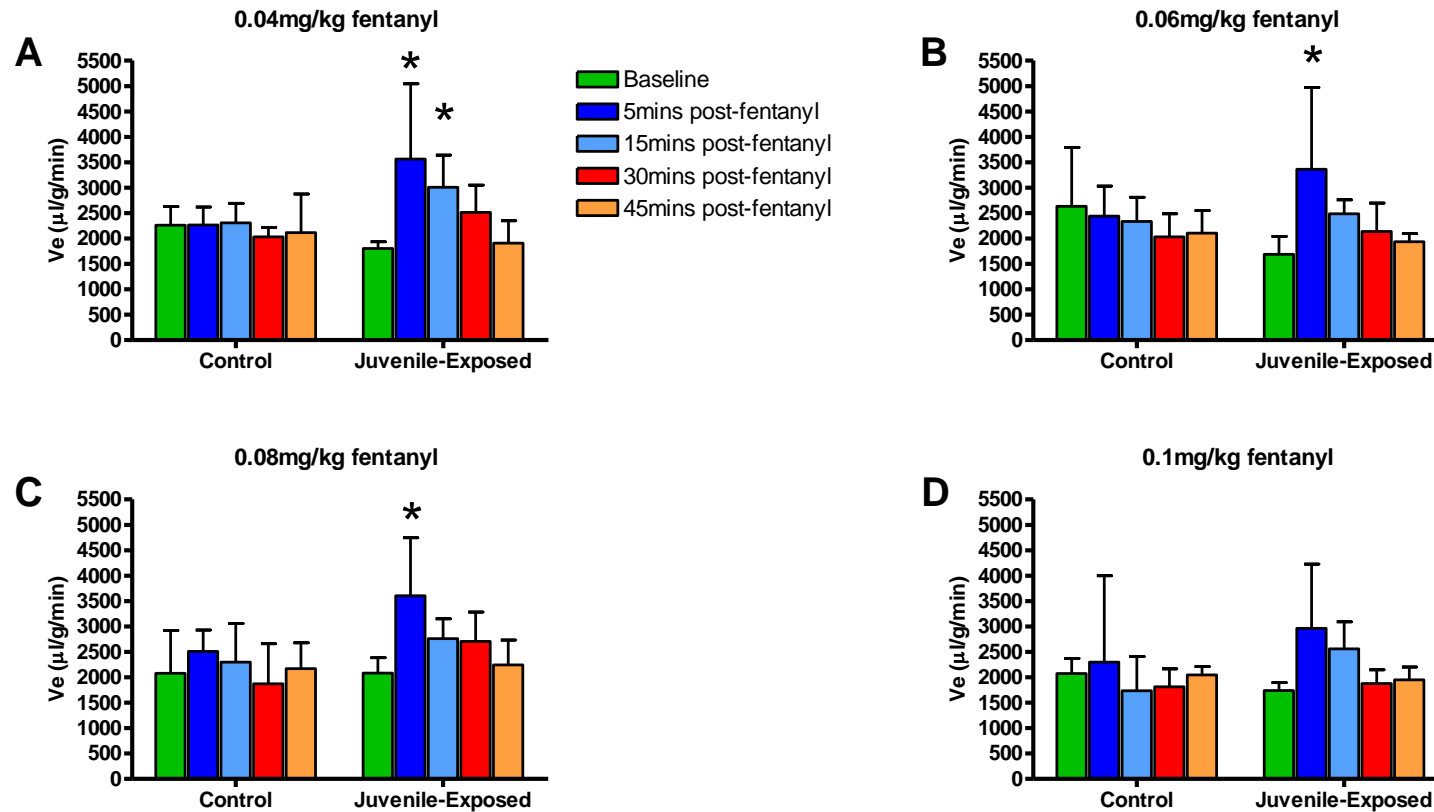 0.04mg/kg fentanyl
A
5500
5000
4500
4000
3500
3000
2500
2000
1500
1000
500
0
Ve (μl/g/min)
*
*
Control
Juvenile-Exposed
Baseline
5mins post-fentanyl
15mins post-fentanyl
30mins post-fentanyl
45mins post-fentanyl
0.06mg/kg fentanyl
B
5500
5000
4500
4000
3500
3000
2500
2000
1500
1000
500
0
Ve (μl/g/min)
*
Control
Juvenile-Exposed
0.08mg/kg fentanyl
C
5500
5000
4500
4000
3500
3000
2500
2000
1500
1000
500
0
Ve (μl/g/min)
*
Control
Juvenile-Exposed
0.1mg/kg fentanyl
D
5500
5000
4500
4000
3500
3000
2500
2000
1500
1000
500
0
Ve (μl/g/min)
Control
Juvenile-Exposed